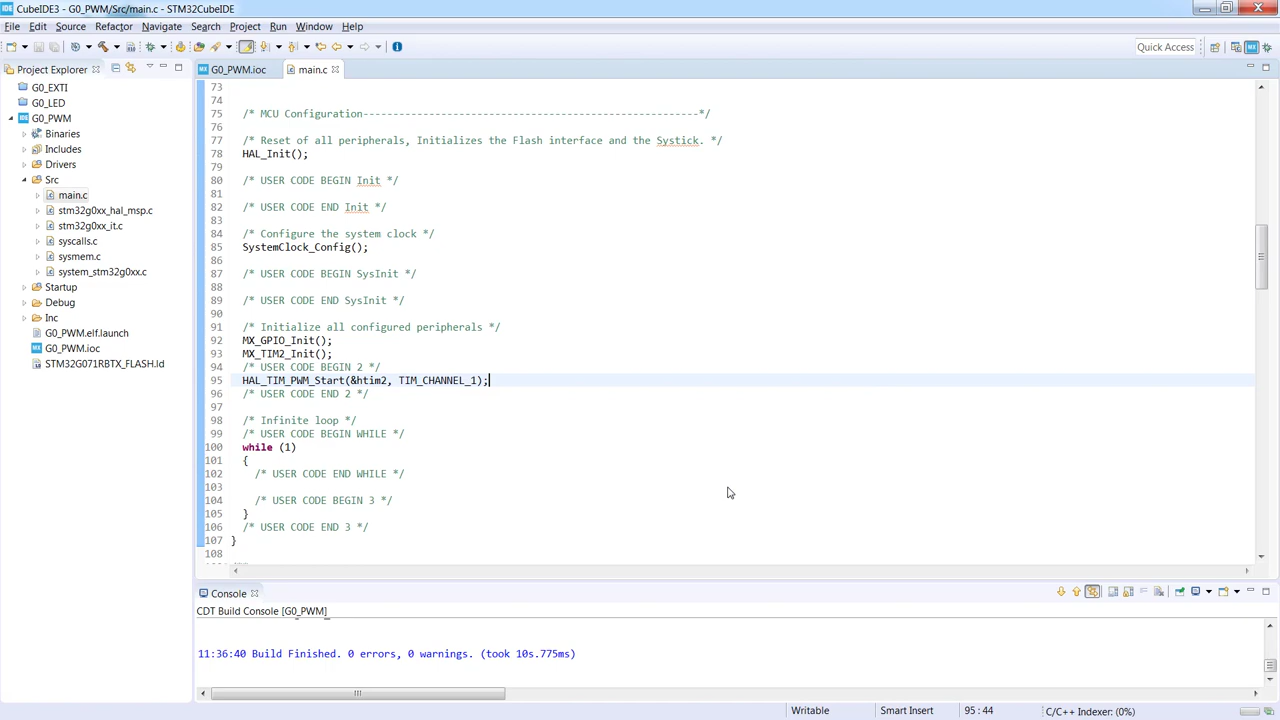 CubeIDE3 - G0_PWM/Src/main.c - STM32CubeIDE
File Edit Source Refactor Navigate Search Project Run Window Help
Quick Access
Project Explorer
G0_PWM.ioc main.c
G0_EXTI
G0_LED
G0_PWM
Binaries
Includes
Drivers
Src
main.c
stm32g0xx_hal_msp.c
stm32g0xx_it.c
syscalls.c
sysmem.c
system_stm32g0xx.c
Startup
Debug
Inc
G0_PWM.elf.launch
G0_PWM.ioc
STM32G071RBTX_FLASH.ld
73
74
75 /* MCU Configuration--------------------------------------------------------*/
76
77 /* Reset of all peripherals, Initializes the Flash interface and the Systick. */
78 HAL_Init();
79
80 /* USER CODE BEGIN Init */
81
82 /* USER CODE END Init */
83
84 /* Configure the system clock */
85 SystemClock_Config();
86
87 /* USER CODE BEGIN SysInit */
88
89 /* USER CODE END SysInit */
90
91 /* Initialize all configured peripherals */
92 MX_GPIO_Init();
93 MX_TIM2_Init();
94 /* USER CODE BEGIN 2 */
95 HAL_TIM_PWM_Start(&htim2, TIM_CHANNEL_1);
96 /* USER CODE END 2 */
97
98 /* Infinite loop */
99 /* USER CODE BEGIN WHILE */
100 while (1)
101 {
102 /* USER CODE END WHILE */
103
104 /* USER CODE BEGIN 3 */
105 }
106 /* USER CODE END 3 */
107 }
108
Console
CDT Build Console [G0_PWM]
11:36:40 Build Finished. 0 errors, 0 warnings. (took 10s.775ms)
Writable Smart Insert 95 : 44 C/C++ Indexer: (0%)